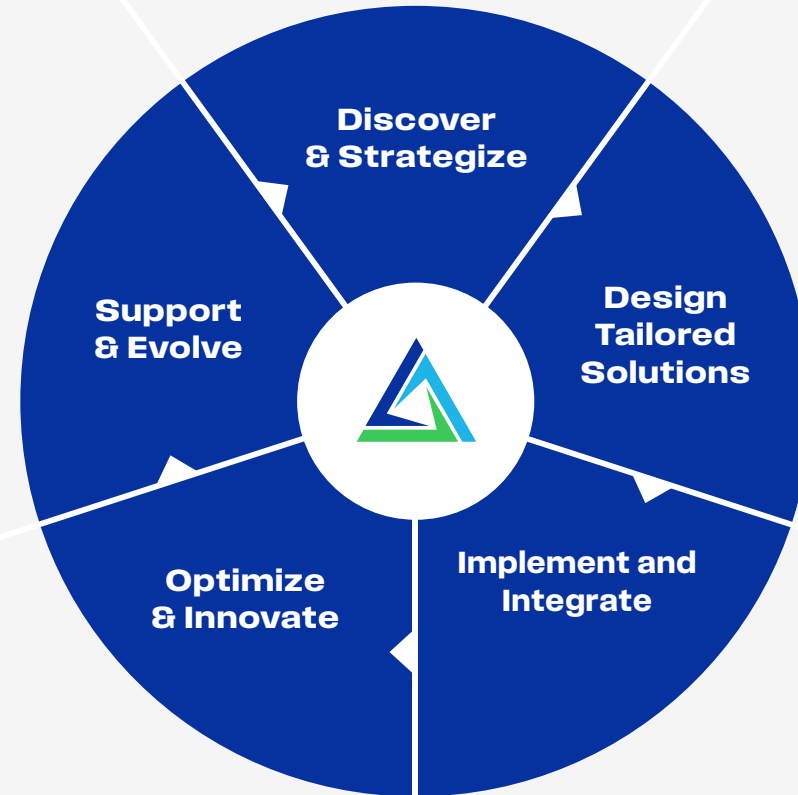 Discover
& Strategize
Design
Tailored
Solutions
Implement and
Integrate
Optimize
& Innovate
Support
& Evolve